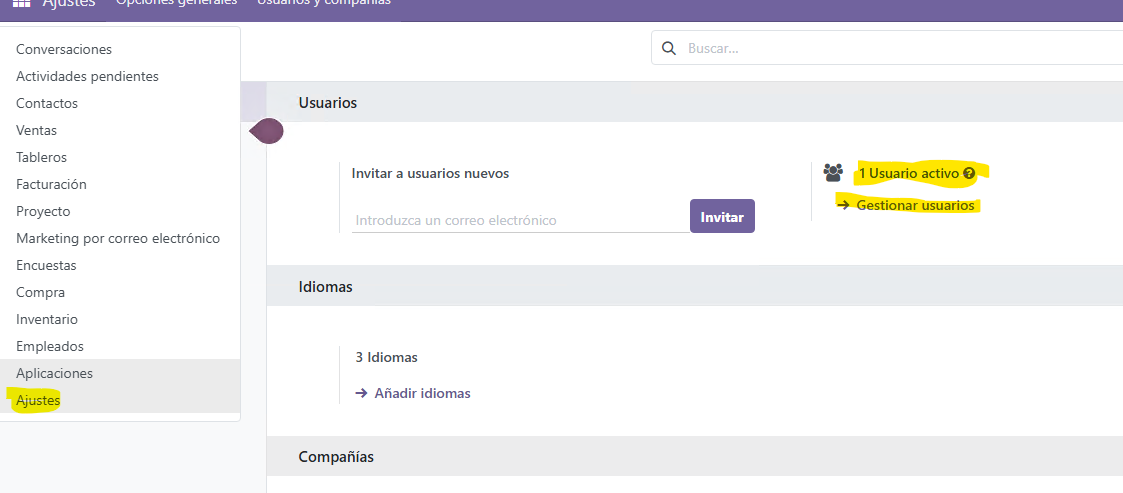 Ajustes Opciones generales Usuarios y compañías
Conversaciones
Actividades pendientes
Contactos
Ventas
Tableros
Facturación
Proyecto
Marketing por correo electrónico
Encuestas
Compra
Inventario
Empleados
Aplicaciones
Ajustes
Buscar...
Usuarios
Invitar a usuarios nuevos
Introduzca un correo electrónico Invitar
1 Usuario activo ?
→ Gestionar usuarios
Idiomas
3 Idiomas
→ Añadir idiomas
Compañías